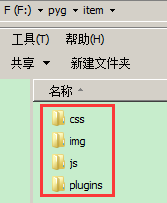 F (F:) ▸ pyg ▸ item ▸
工具(T) 帮助(H)
共享 ▼ 新建文件夹
名称
css
img
js
plugins